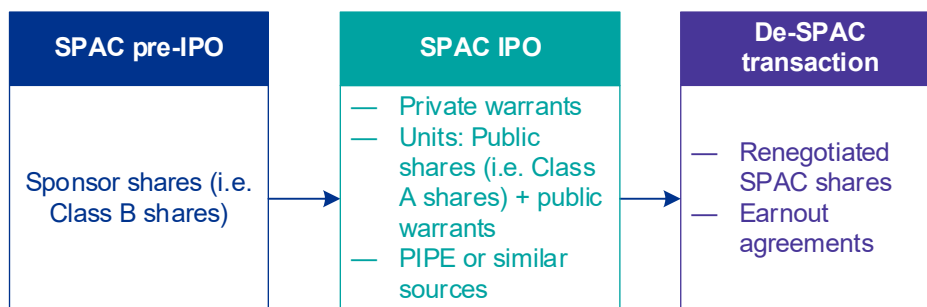 SPAC pre-IPO
Sponsor shares (i.e.
Class B shares)
SPAC IPO
— Private warrants
— Units: Public
shares (i.e. Class
A shares) + public
warrants
— PIPE or similar
sources
De-SPAC
transaction
— Renegotiated
SPAC shares
— Earnout
agreements